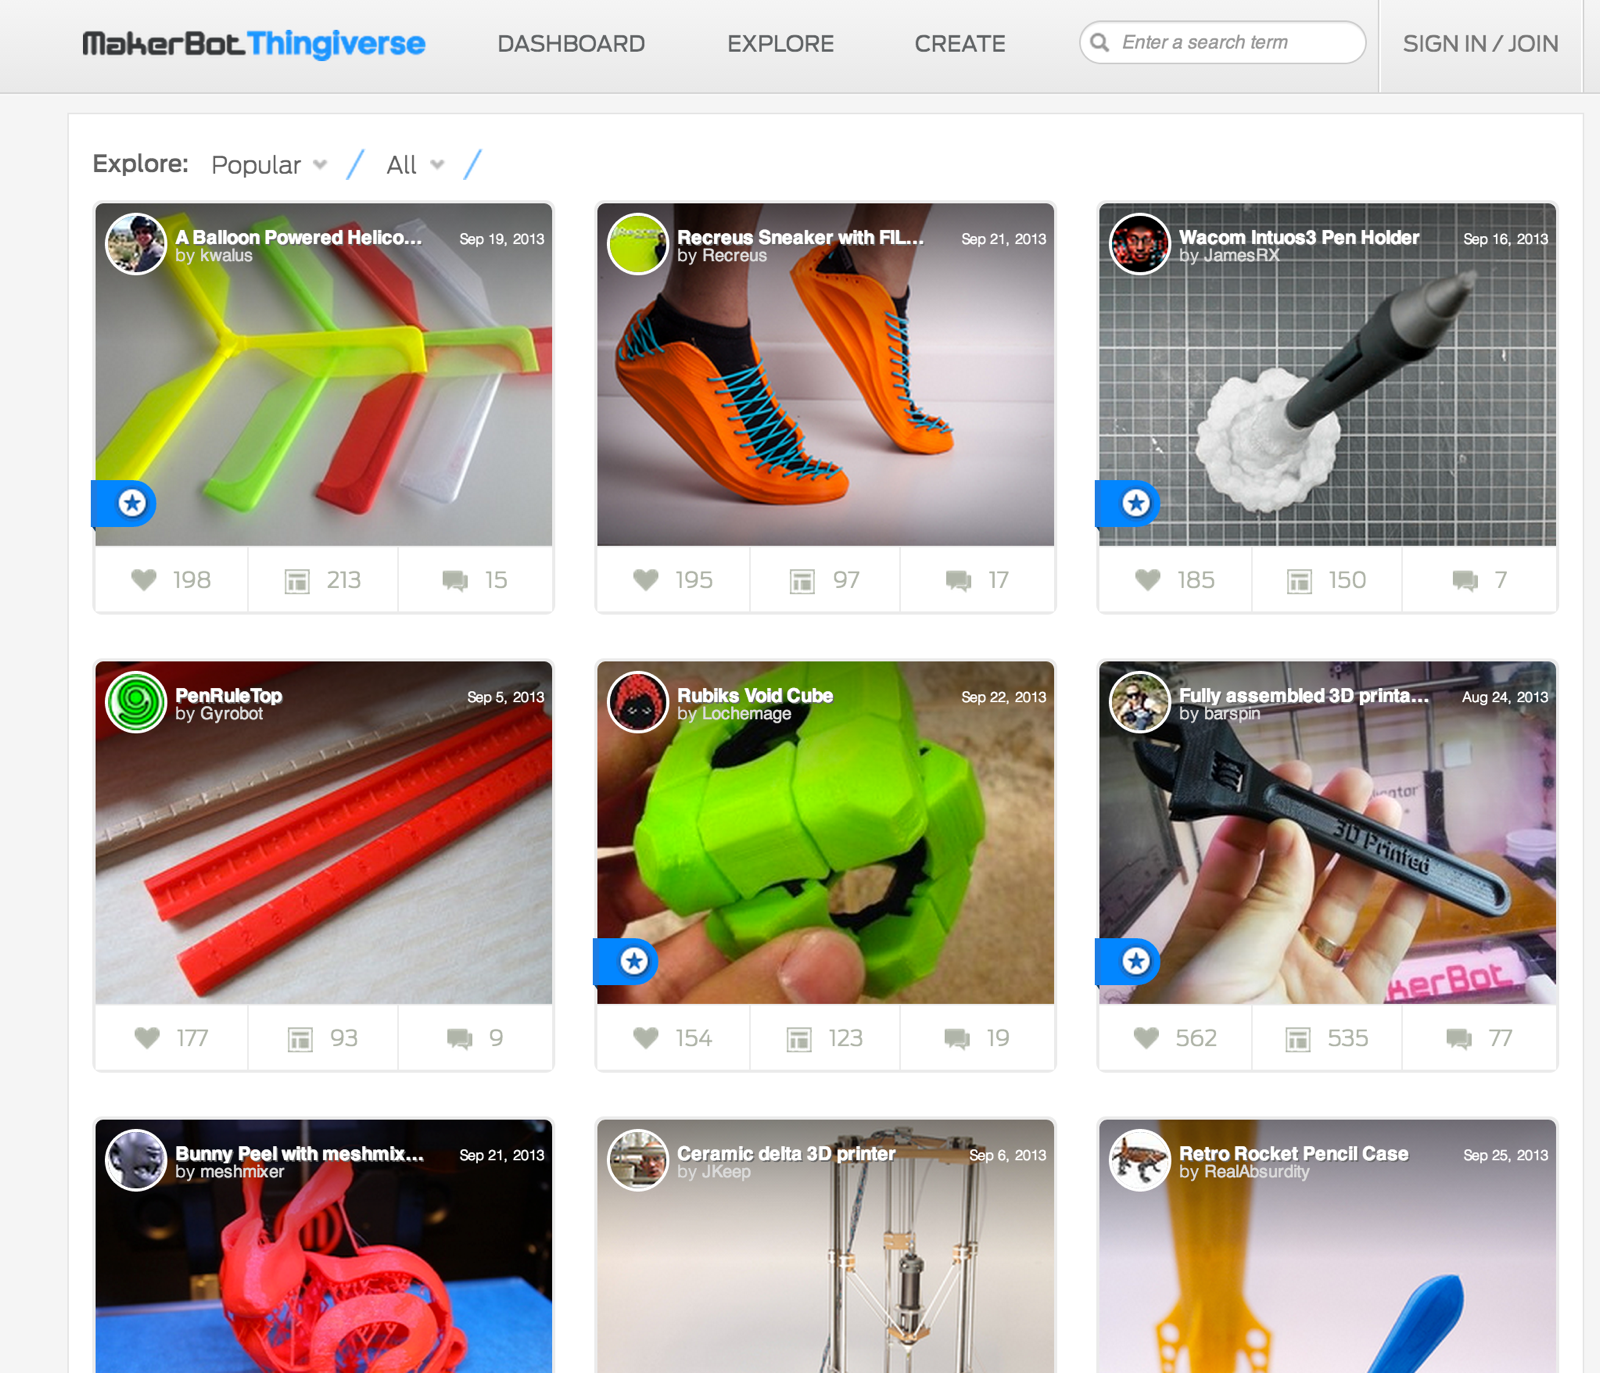 MakerBot Thingiverse DASHBOARD EXPLORE CREATE Enter a search term SIGN IN / JOIN
Explore: Popular / All /
A Balloon Powered Helico... Sep 19, 2013
by kwalus
Recreus Sneaker with FIL... Sep 21, 2013
by Recreus
Wacom Intuos3 Pen Holder Sep 16, 2013
by JamesRX
198 213 15
195 97 17
185 150 7
PenRuleTop Sep 5, 2013
by Gyrobot
Rubiks Void Cube Sep 22, 2013
by Lochemage
Fully assembled 3D printa... Aug 24, 2013
by barspin
3D Printed
kerBot
177 93 9
154 123 19
562 535 77
Bunny Peel with meshmix... Sep 21, 2013
by meshmixer
Ceramic delta 3D printer Sep 6, 2013
by JKeep
Retro Rocket Pencil Case Sep 25, 2013
by RealAbsurdity